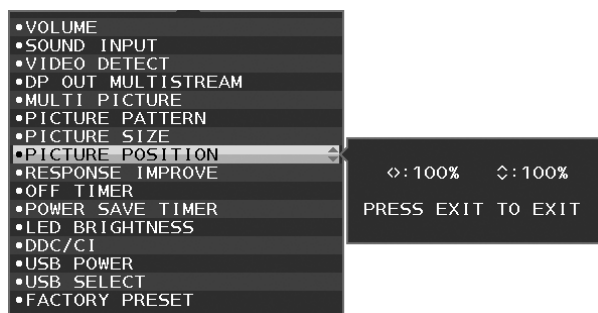 •VOLUME
•SOUND INPUT
•VIDEO DETECT
•DP OUT MULTISTREAM
•MULTI PICTURE
•PICTURE PATTERN
•PICTURE SIZE
•PICTURE POSITION
•RESPONSE IMPROVE
•OFF TIMER
•POWER SAVE TIMER
•LED BRIGHTNESS
•DDC/CI
•USB POWER
•USB SELECT
•FACTORY PRESET
:100% :100%
PRESS EXIT TO EXIT